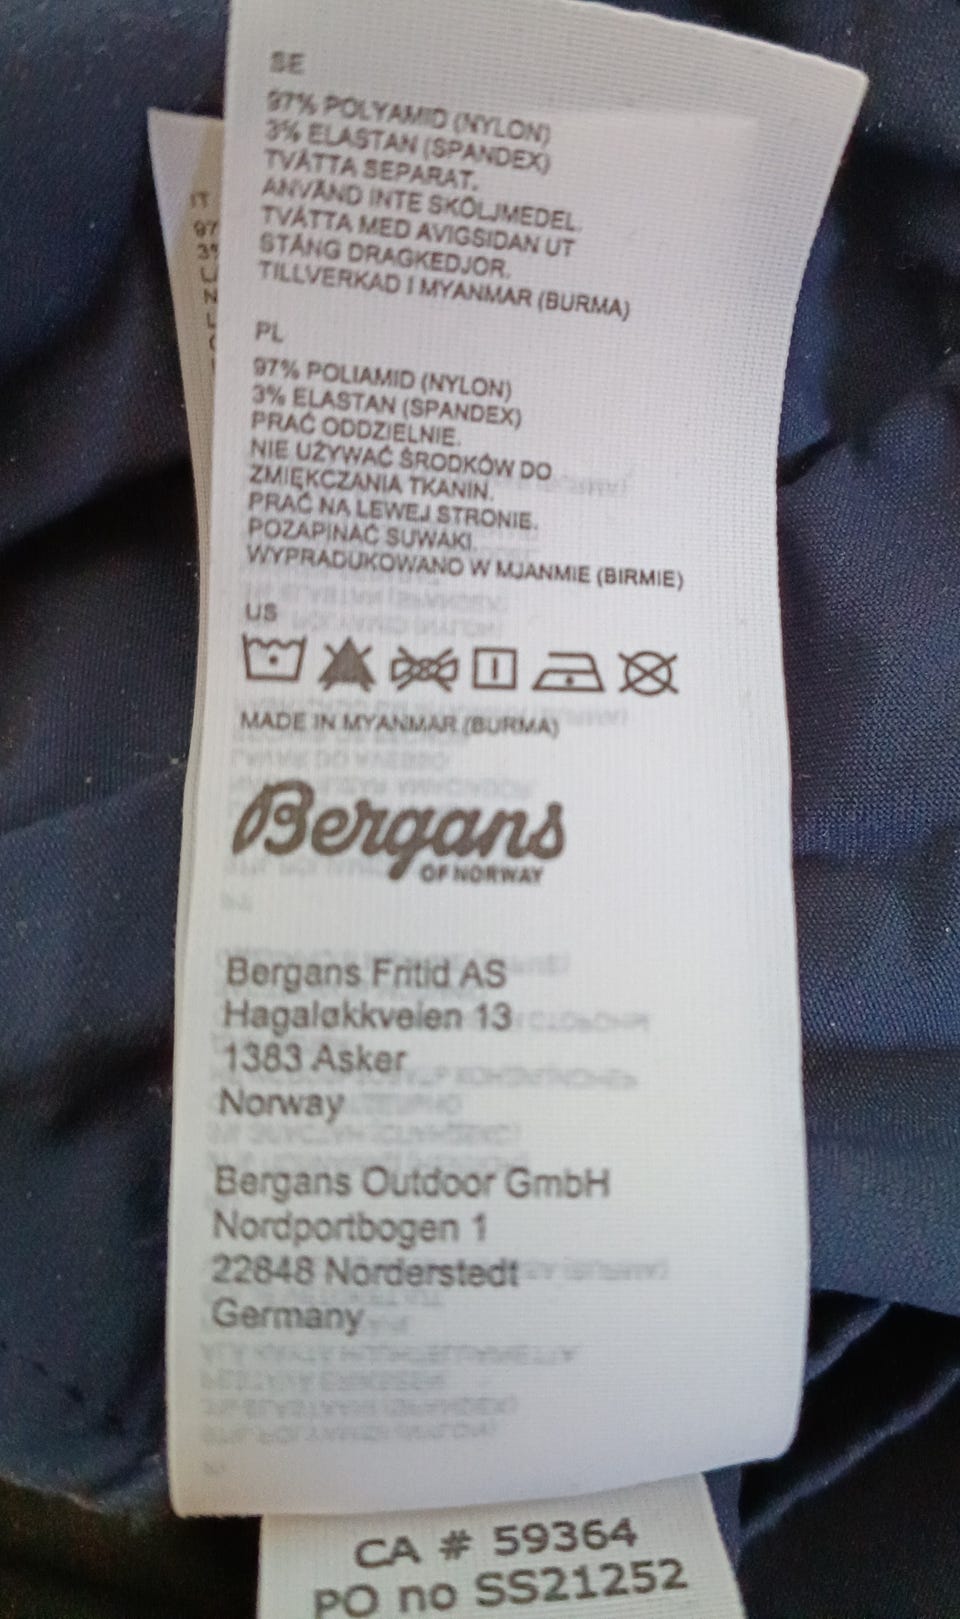 SE
97% POLYAMID (NYLON)
3% ELASTAN (SPANDEX)
TVÄTTA SEPARAT.
ANVÄND INTE SKÖLJMEDEL.
TVÄTTA MED AVIGSIDAN UT
STÄNG DRAGKEDJOR.
TILLVERKAD I MYANMAR (BURMA)
PL
97% POLIAMID (NYLON)
3% ELASTAN (SPANDEX)
PRAĆ ODDZIELNIE.
NIE UŻYWAĆ ŚRODKÓW DO
ZMIĘKCZANIA TKANIN.
PRAĆ NA LEWEJ STRONIE.
POZAPINAĆ SUWAKI.
WYPRADUKOWANO W MJANMIE (BIRMIE)
US
MADE IN MYANMAR (BURMA)
Bergans
OF NORWAY
Bergans Fritid AS
Hagaløkkveien 13
1383 Asker
Norway
Bergans Outdoor GmbH
Nordportbogen 1
22848 Norderstedt
Germany
CA # 59364
PO no SS21252
IT
97